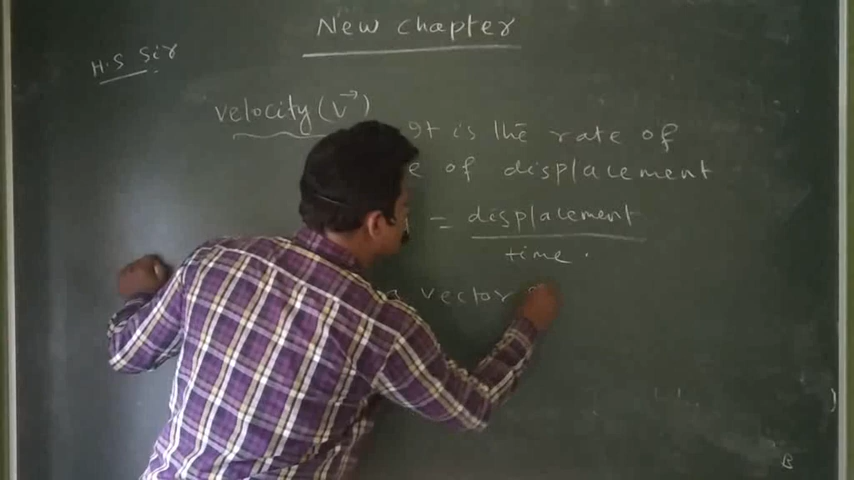 New chapter
H.S Sir
velocity (v→)
It is the rate of
e of displacement
= displacement
time.
a vector
B